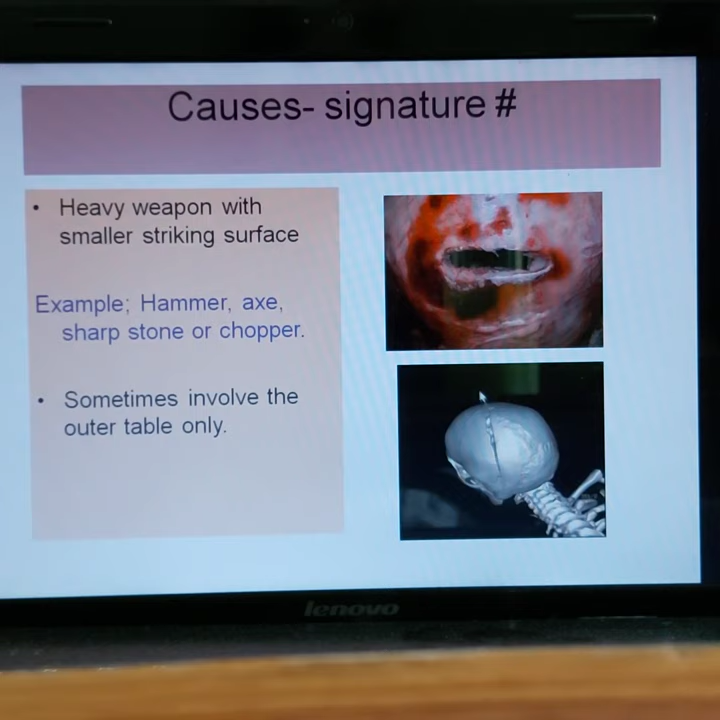 Causes- signature #
• Heavy weapon with
smaller striking surface
Example; Hammer, axe,
sharp stone or chopper.
• Sometimes involve the
outer table only.
lenovo